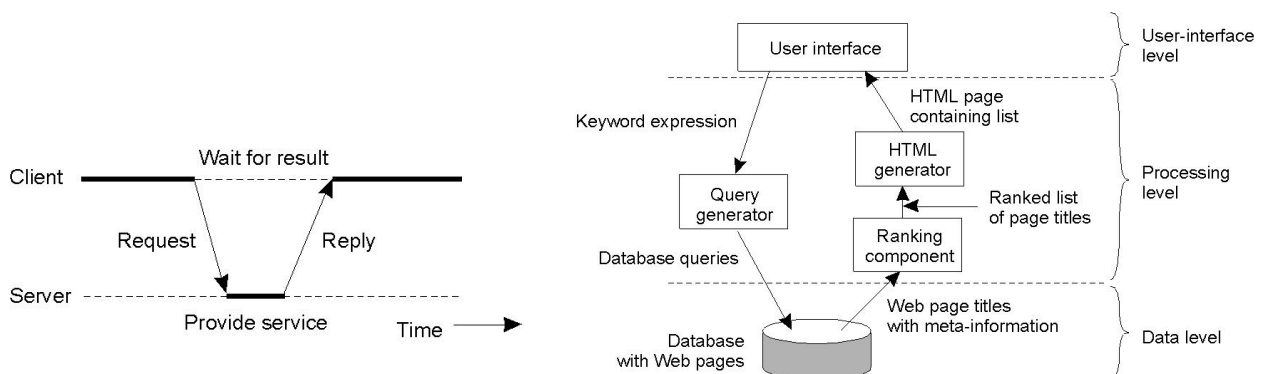 Wait for result
Client
Request
Reply
Server
Provide service
Time
User interface
User-interface
level
Keyword expression
HTML page
containing list
HTML
generator
Query
generator
Ranked list
of page titles
Processing
level
Ranking
component
Database queries
Web page titles
with meta-information
Database
with Web pages
Data level